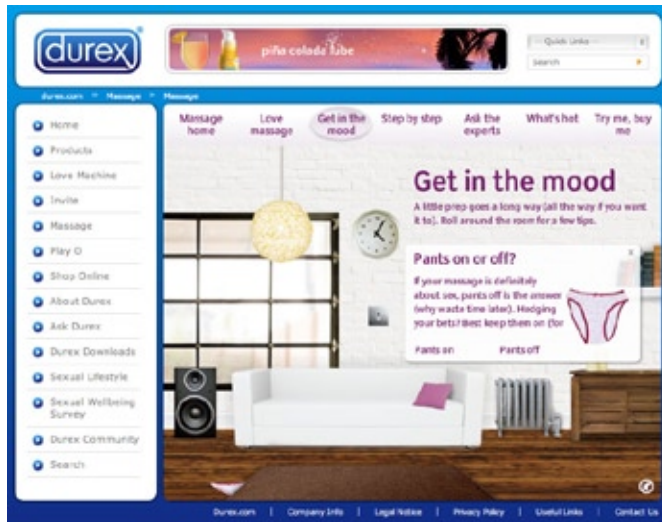 durex
piña colada lube
-- Quick Links --
Search
durex.com > Massage > Massage
Home
Products
Love Machine
Invite
Massage
Play O
Shop Online
About Durex
Ask Durex
Durex Downloads
Sexual Lifestyle
Sexual Wellbeing
Survey
Durex Community
Search
Massage home
Love massage
Get in the mood
Step by step
Ask the experts
What's hot
Try me, buy me
Get in the mood
A little prep goes a long way (all the way if you want
it to). Roll around the room for a few tips.
x
Pants on or off?
If your massage is definitely
about sex, pants off is the answer
(why waste time later). Hedging
your bets? Best keep them on (for
Pants on Pants off
Durex.com | Company Info | Legal Notice | Privacy Policy | Useful Links | Contact Us